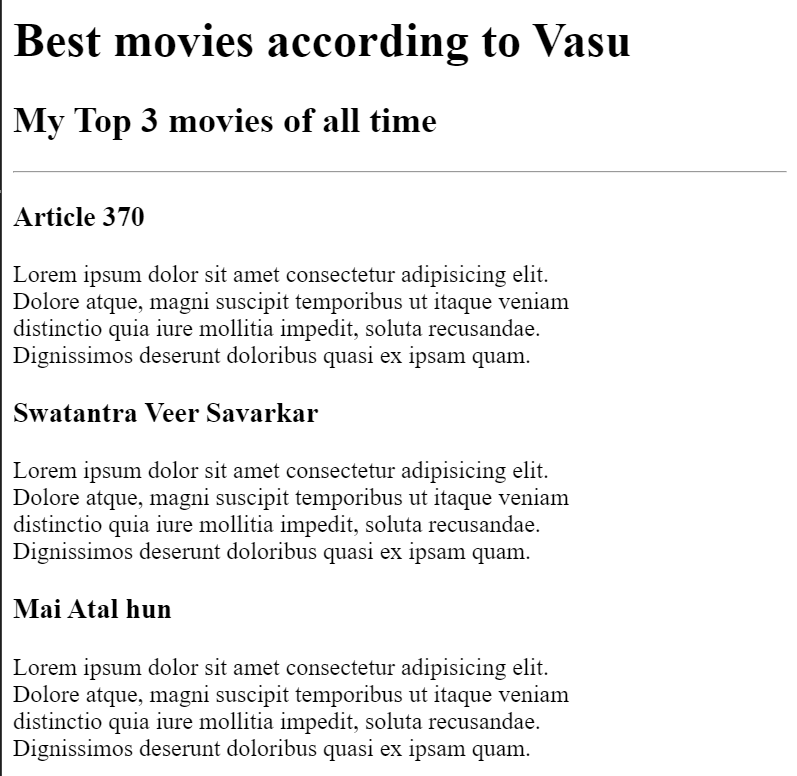 Best movies according to Vasu
My Top 3 movies of all time
Article 370
Lorem ipsum dolor sit amet consectetur adipisicing elit.
Dolore atque, magni suscipit temporibus ut itaque veniam
distinctio quia iure mollitia impedit, soluta recusandae.
Dignissimos deserunt doloribus quasi ex ipsam quam.
Swatantra Veer Savarkar
Lorem ipsum dolor sit amet consectetur adipisicing elit.
Dolore atque, magni suscipit temporibus ut itaque veniam
distinctio quia iure mollitia impedit, soluta recusandae.
Dignissimos deserunt doloribus quasi ex ipsam quam.
Mai Atal hun
Lorem ipsum dolor sit amet consectetur adipisicing elit.
Dolore atque, magni suscipit temporibus ut itaque veniam
distinctio quia iure mollitia impedit, soluta recusandae.
Dignissimos deserunt doloribus quasi ex ipsam quam.